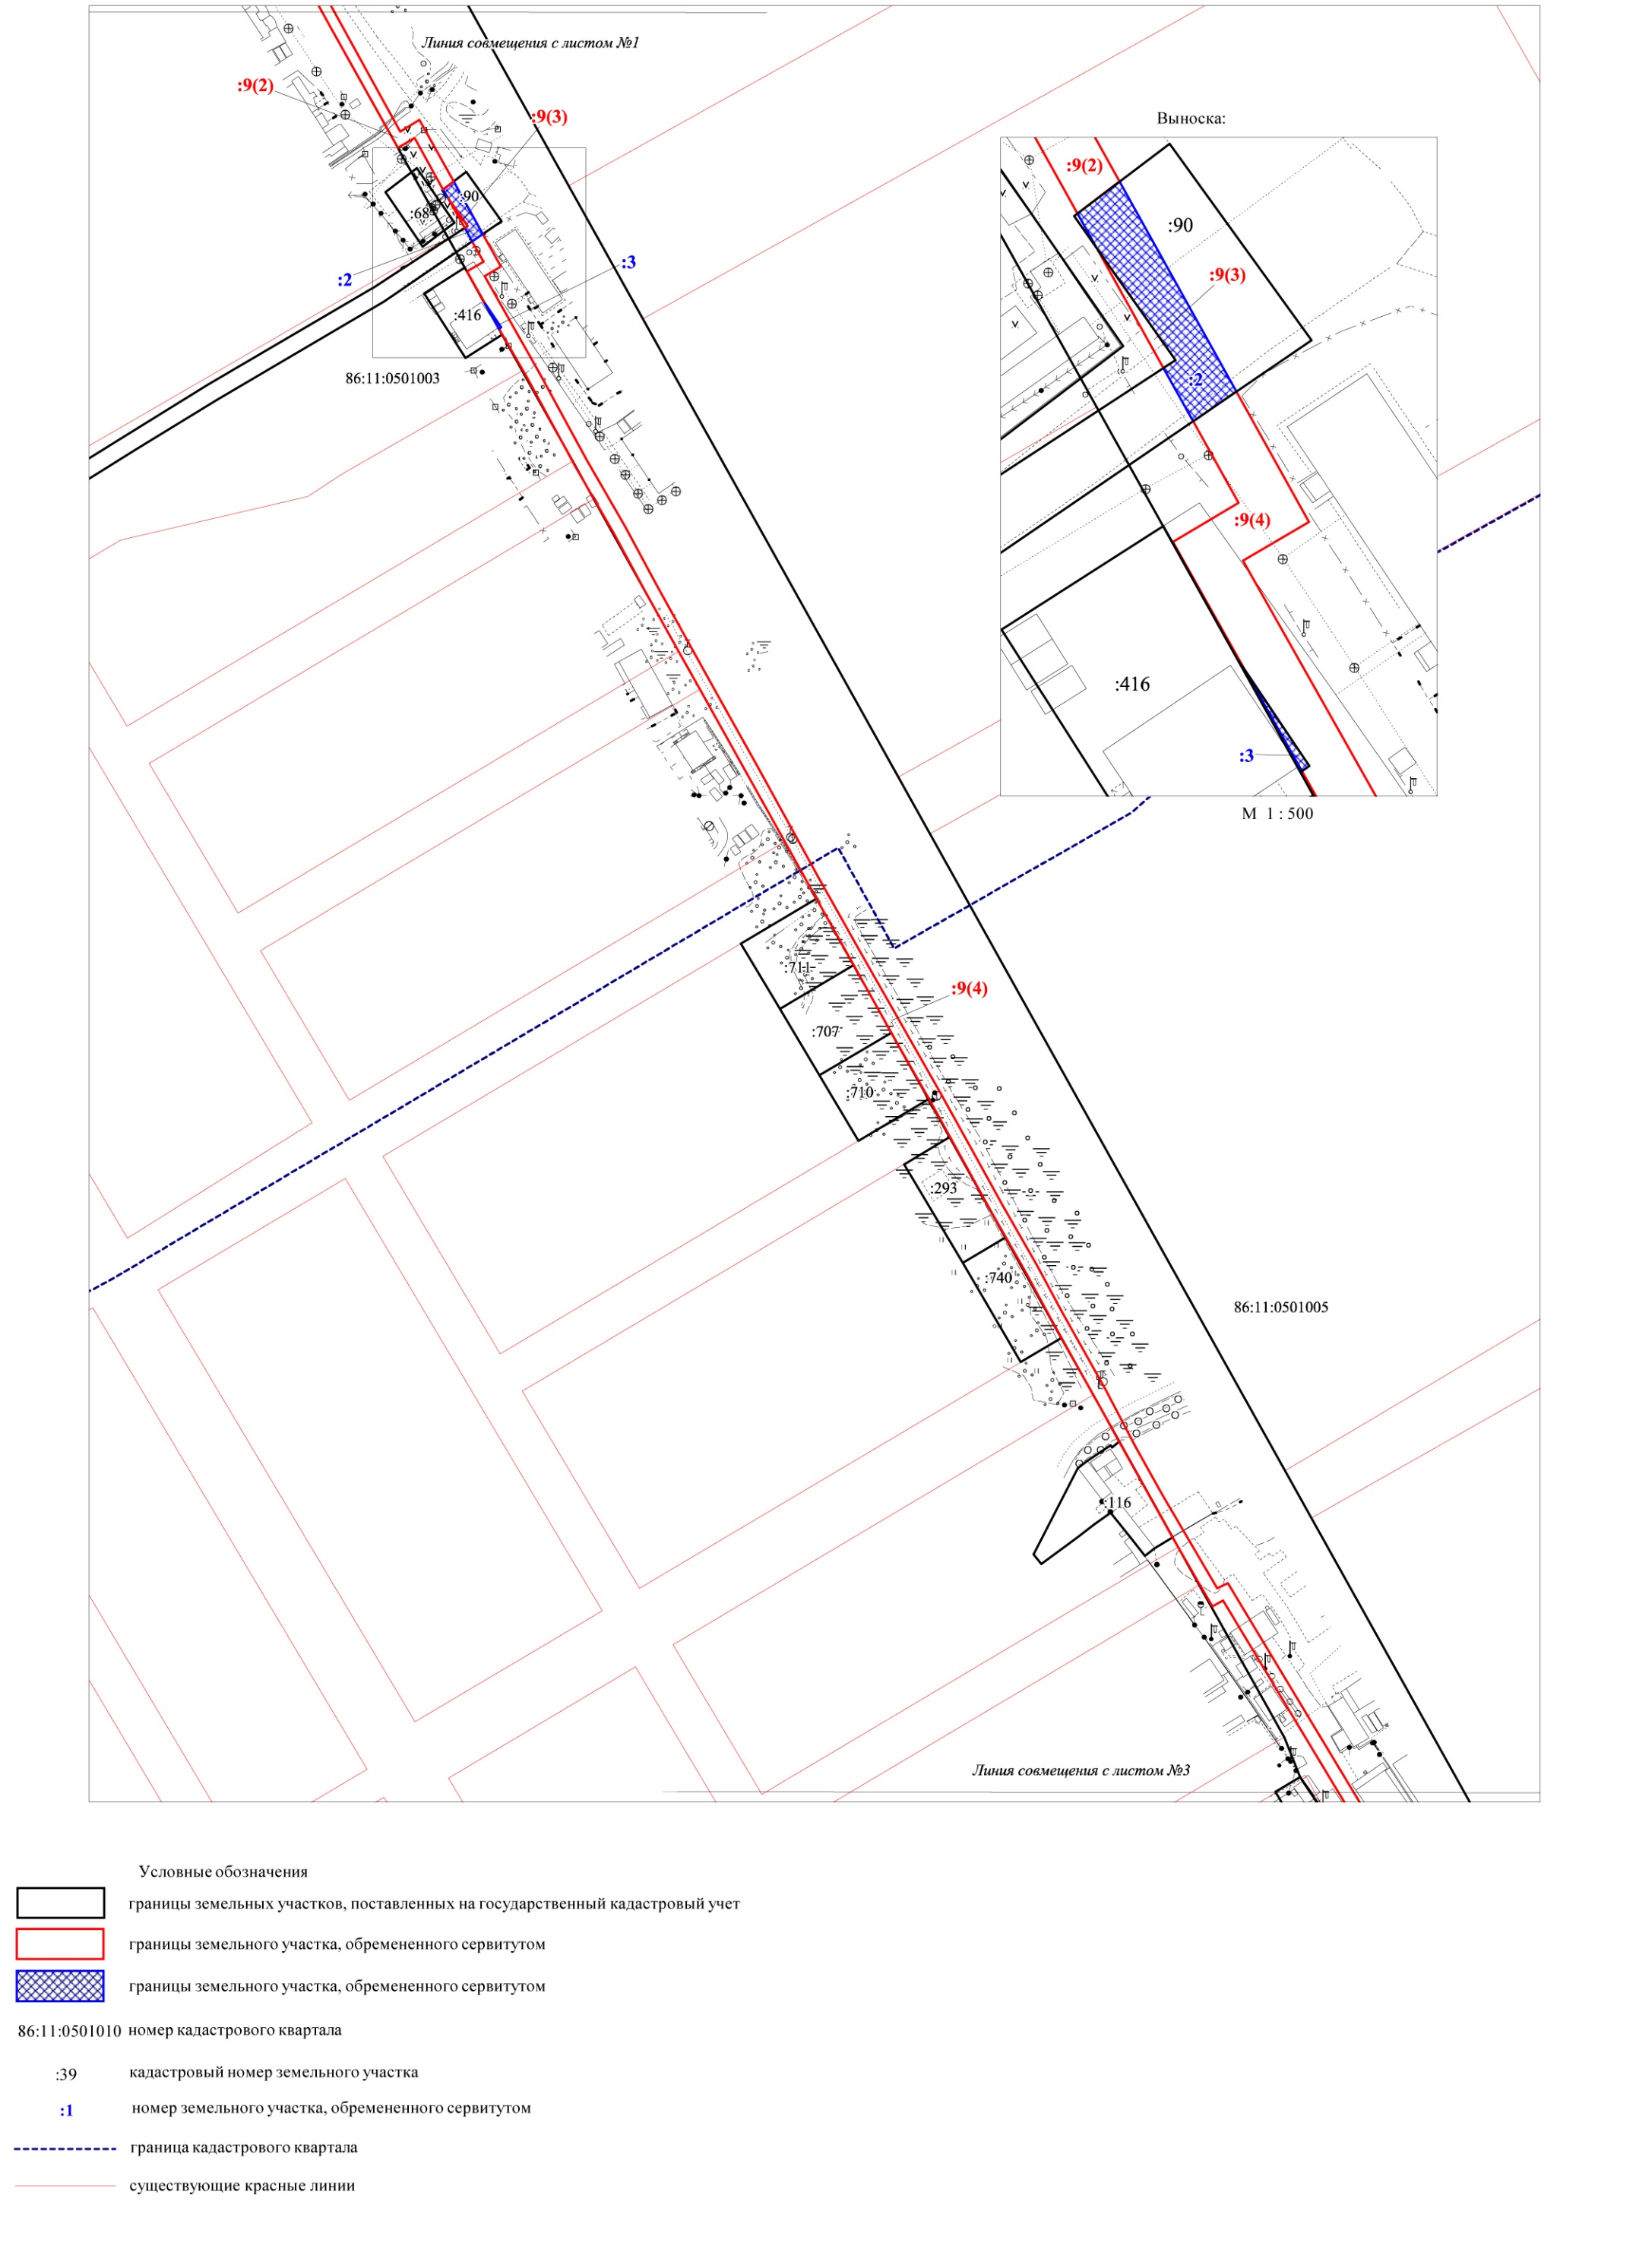 Линия совмещения с листом №1
:9(2)
:9(3)
Выноска:
:9(2)
:90
:68
:90
:9(3)
:2
:3
:416
:2
86:11:0501003
:9(4)
:416
:3
М 1 : 500
:711
:9(4)
:707
:710
:293
:740
86:11:0501005
:116
Линия совмещения с листом №3
Условные обозначения
границы земельных участков, поставленных на государственный кадастровый учет
границы земельного участка, обремененного сервитутом
границы земельного участка, обремененного сервитутом
86:11:0501010 номер кадастрового квартала
:39 кадастровый номер земельного участка
:1 номер земельного участка, обремененного сервитутом
граница кадастрового квартала
существующие красные линии